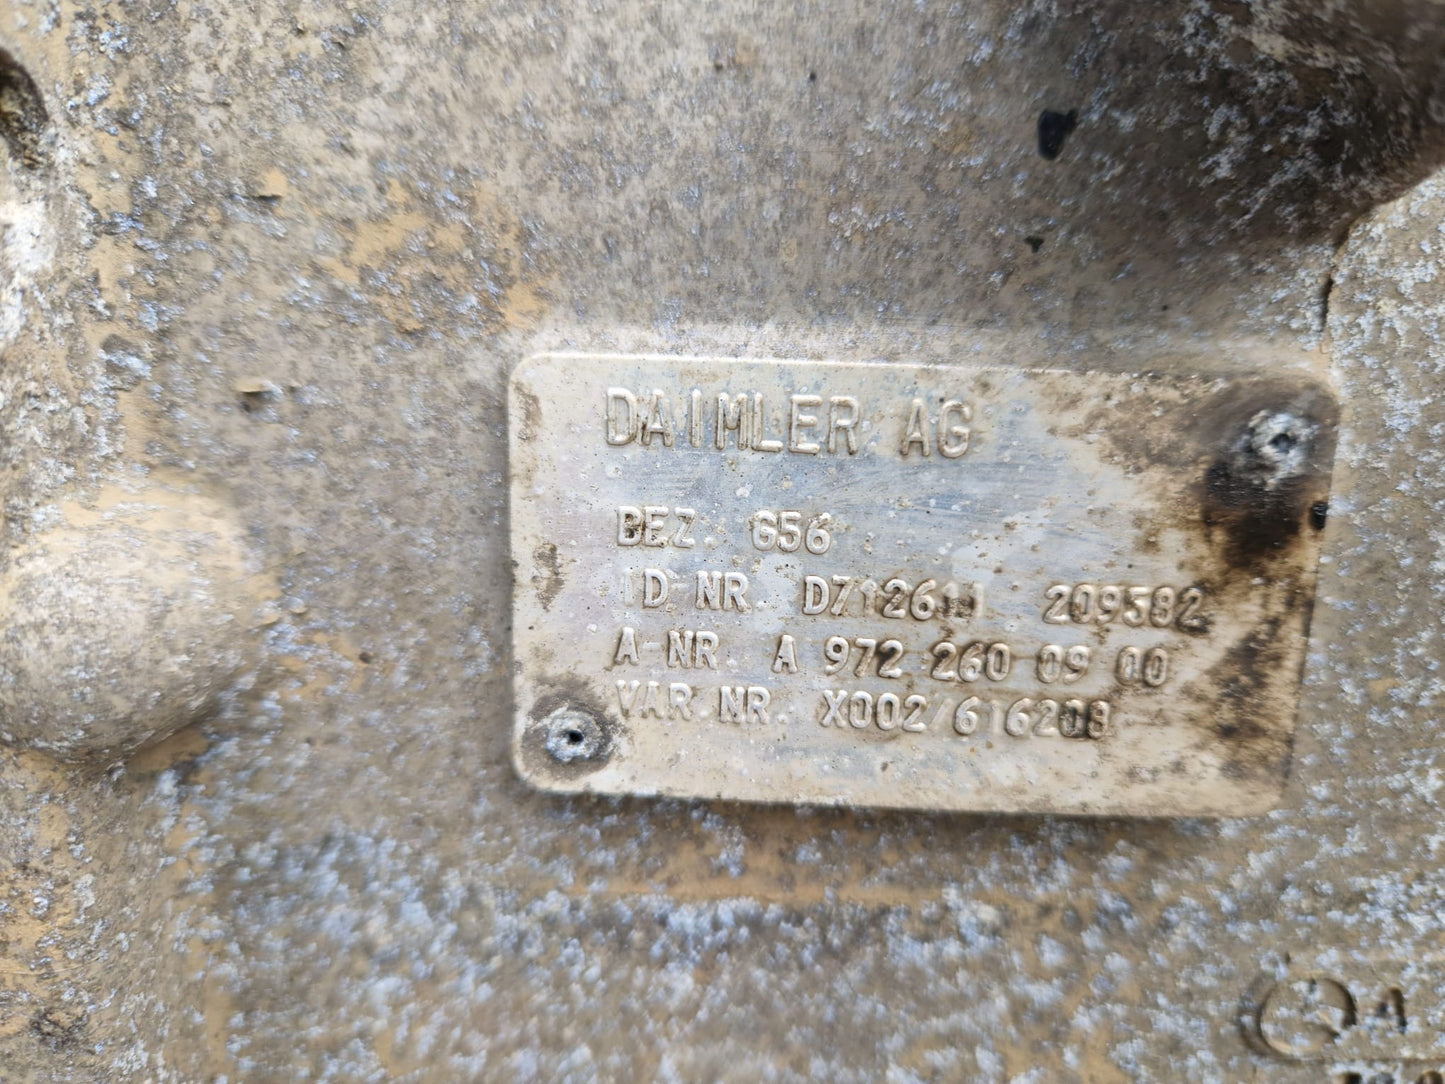 DAIMLER AG
BEZ. G56
ID-NR. D712611 209582
A-NR. A 972 260 09 00
VAR.NR. X002/616208
A